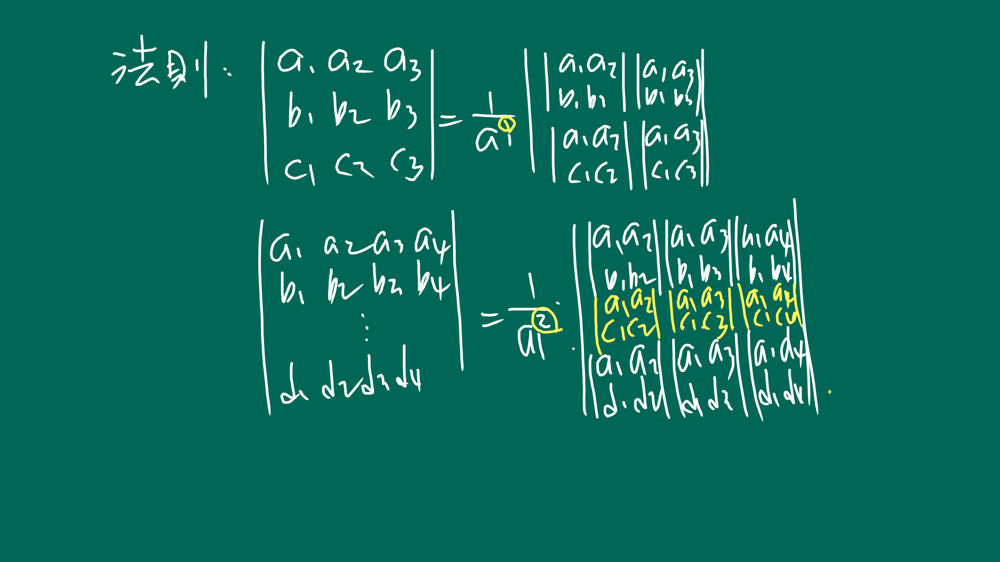 法则:
| a₁ a₂ a₃ |
| b₁ b₂ b₃ | = 1/a₁^① | |a₁ a₂; b₁ b₂| |a₁ a₃; b₁ b₃| ; |a₁ a₂; c₁ c₂| |a₁ a₃; c₁ c₃| |
| c₁ c₂ c₃ |
| a₁ a₂ a₃ a₄ |
| b₁ b₂ b₃ b₄ |
⋮ = 1/a₁^② · | |a₁ a₂; b₁ b₂| |a₁ a₃; b₁ b₃| |a₁ a₄; b₁ b₄| ; |a₁ a₂; c₁ c₂| |a₁ a₃; c₁ c₃| |a₁ a₄; c₁ c₄| ; |a₁ a₂; d₁ d₂| |a₁ a₃; d₁ d₃| |a₁ a₄; d₁ d₄| | .
| d₁ d₂ d₃ d₄ |